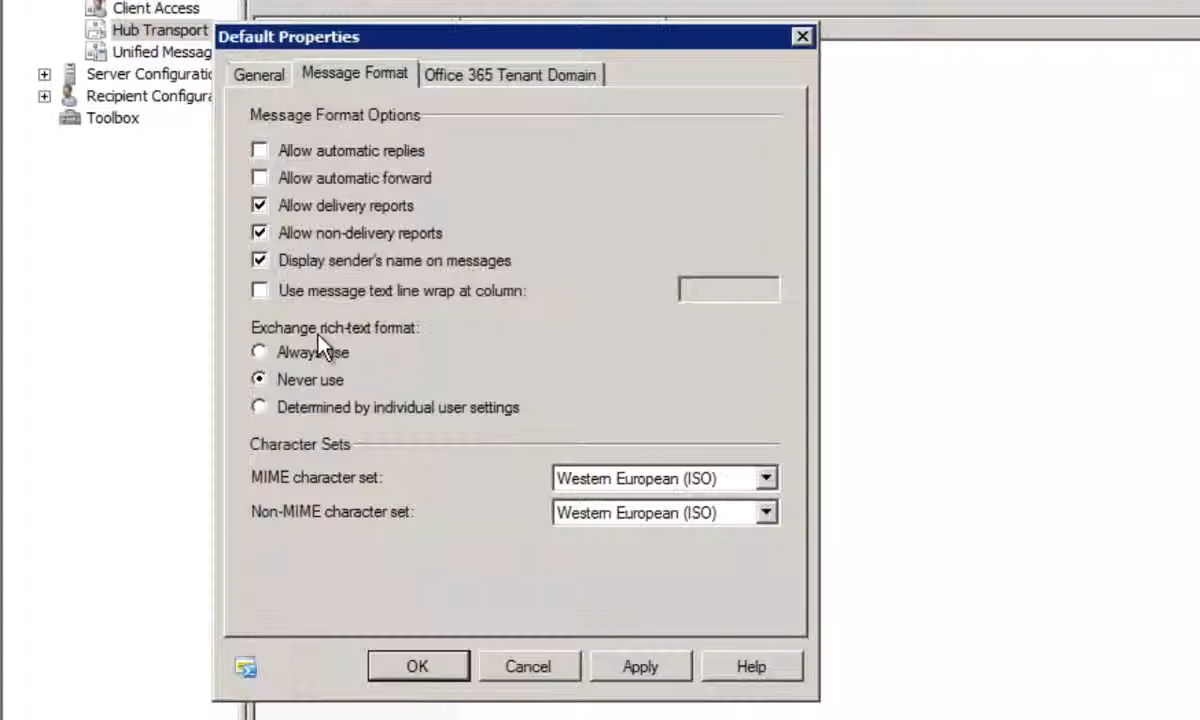 Client Access
Hub Transport
Unified Messag
Server Configuratio
Recipient Configura
Toolbox
Default Properties
General
Message Format
Office 365 Tenant Domain
Message Format Options
Allow automatic replies
Allow automatic forward
Allow delivery reports
Allow non-delivery reports
Display sender's name on messages
Use message text line wrap at column:
Exchange rich-text format:
Always use
Never use
Determined by individual user settings
Character Sets
MIME character set:
Western European (ISO)
Non-MIME character set:
Western European (ISO)
OK
Cancel
Apply
Help